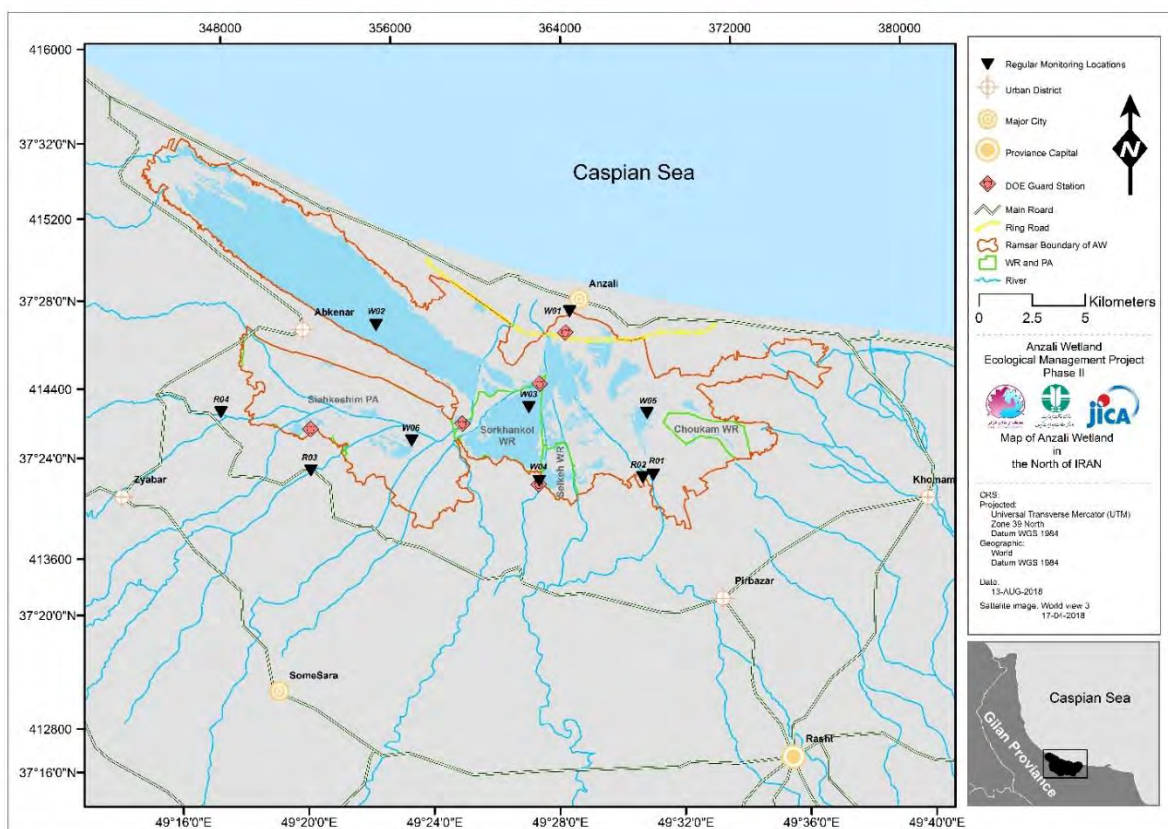 348000
356000
364000
372000
380000
416000
37°32'0"N
415200
37°28'0"N
414400
37°24'0"N
413600
37°20'0"N
412800
37°16'0"N
Caspian Sea
Anzali
W01
Abkenar
W02
W03
W05
R04
Siahkeshim PA
Sorkhankol
WR
Choukam WR
W06
R03
W04
Selkeh WR
R02
R01
Zyabar
Khomam
Pirbazar
SomeSara
Rasht
49°16'0"E
49°20'0"E
49°24'0"E
49°28'0"E
49°32'0"E
49°36'0"E
49°40'0"E
Regular Monitoring Locations
Urban District
Major City
Proviance Capital
DOE Guard Station
Main Roard
Ring Road
Ramsar Boundary of AW
WR and PA
River
N
Kilometers
0 2.5 5
Anzali Wetland
Ecological Management Project
Phase II
jICA
Map of Anzali Wetland
in
the North of IRAN
CRS:
Projected:
Universal Transverse Mercator (UTM)
Zone 39 North
Datum WGS 1984
Geographic:
World
Datum WGS 1984
Date:
13-AUG-2018
Sattelite image: World view 3
17-04-2018
Caspian Sea
Gilan Proviance